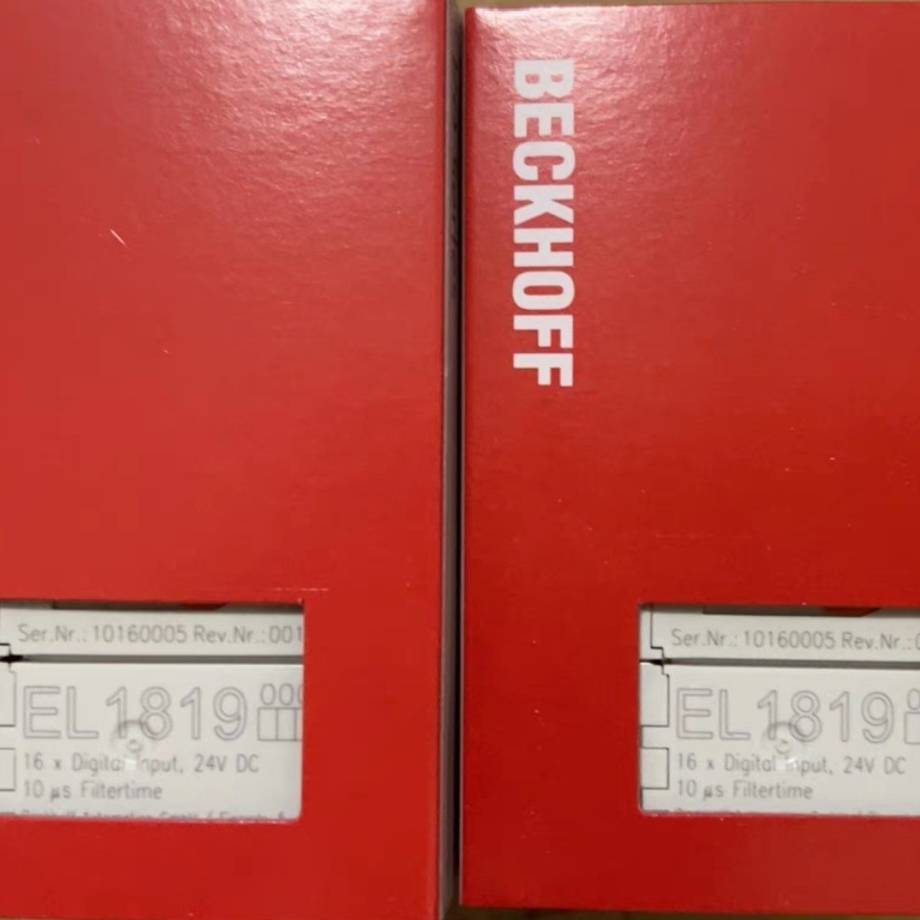 BECKHOFF
Ser.Nr.: 10160005 Rev.Nr.:001
EL1819
16 x Digital Input, 24V DC
10 µs Filtertime
Ser.Nr.: 10160005 Rev.Nr.:
EL1819
16 x Digital Input, 24V DC
10 µs Filtertime